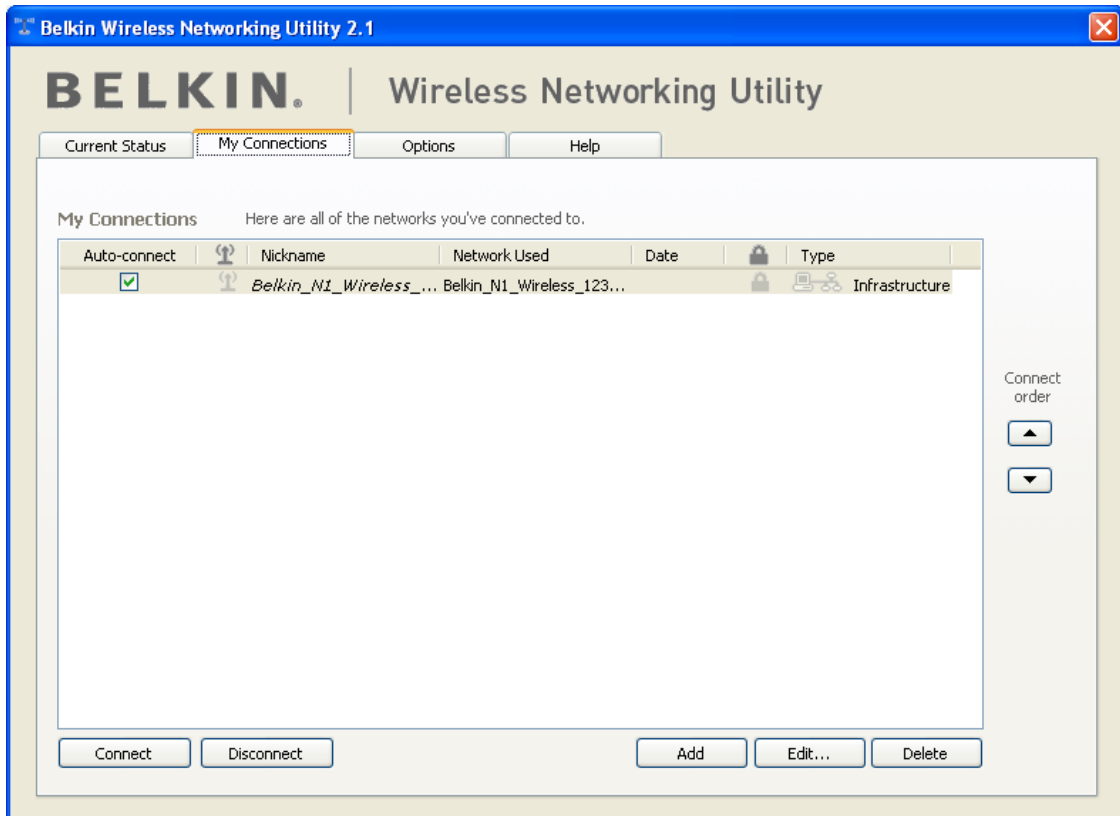 Belkin Wireless Networking Utility 2.1
BELKIN. Wireless Networking Utility
Current Status My Connections Options Help
My Connections Here are all of the networks you've connected to.
Auto-connect Nickname Network Used Date Type
Belkin_N1_Wireless_... Belkin_N1_Wireless_123... Infrastructure
Connect
order
Connect Disconnect Add Edit... Delete